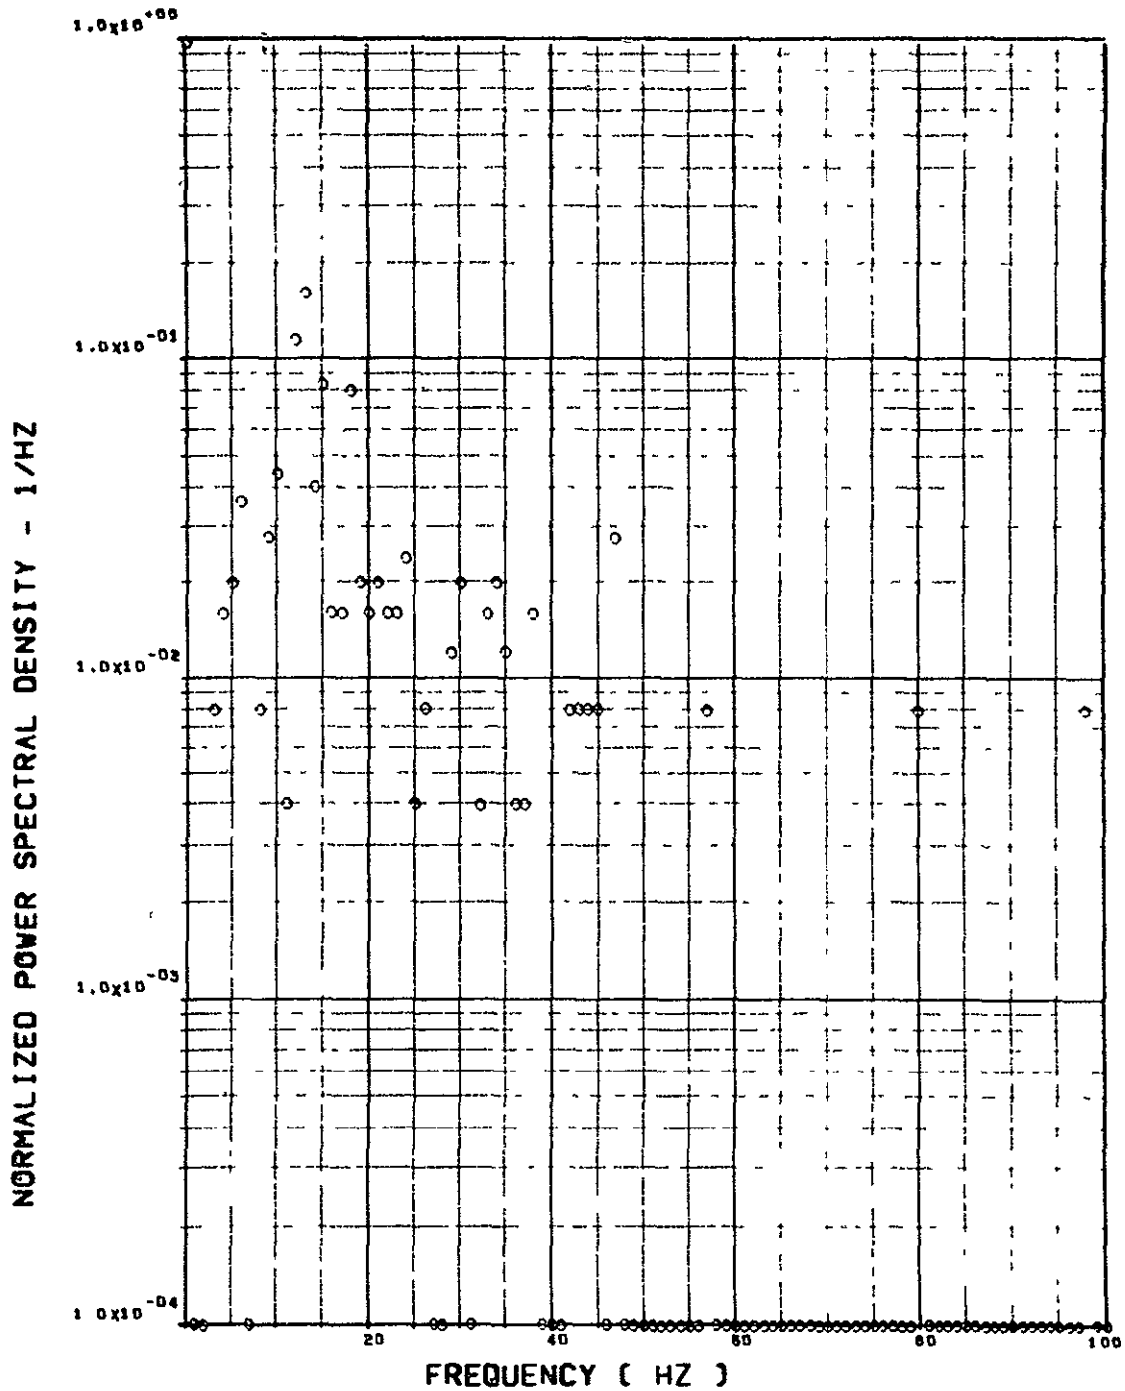 1.0X10+00
1.0X10-01
1.0X10-02
1.0X10-03
1 0X10-04
NORMALIZED POWER SPECTRAL DENSITY - 1/HZ
20
40
60
80
100
FREQUENCY ( HZ )